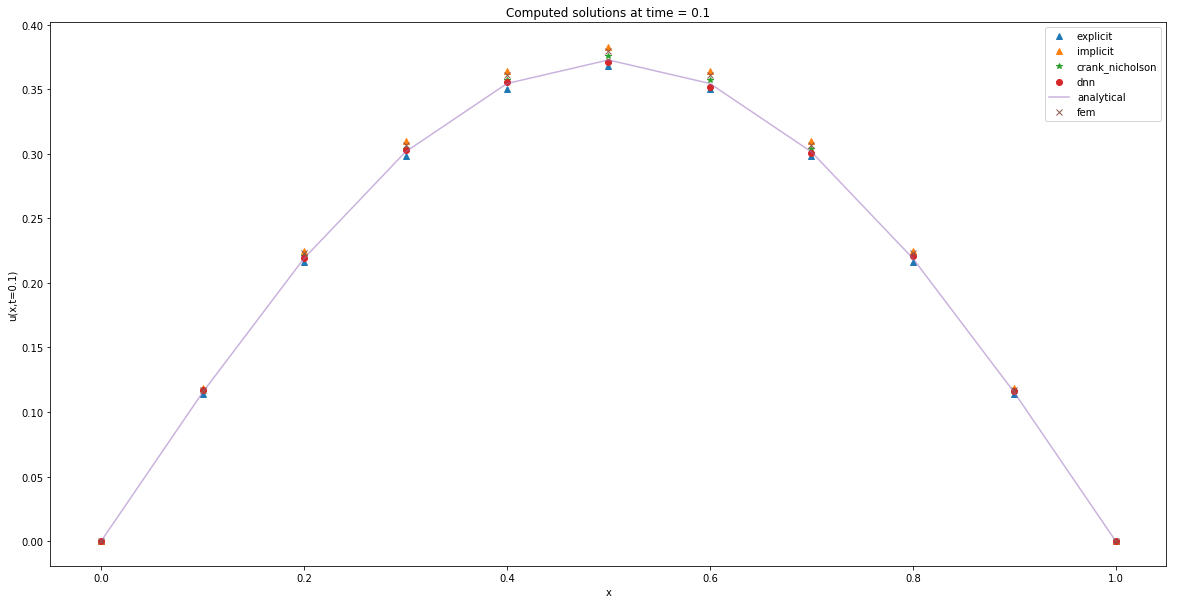 Computed solutions at time = 0.1
explicit
implicit
crank_nicholson
dnn
analytical
fem
u(x,t=0.1)
0.40
0.35
0.30
0.25
0.20
0.15
0.10
0.05
0.00
0.0 0.2 0.4 0.6 0.8 1.0
x